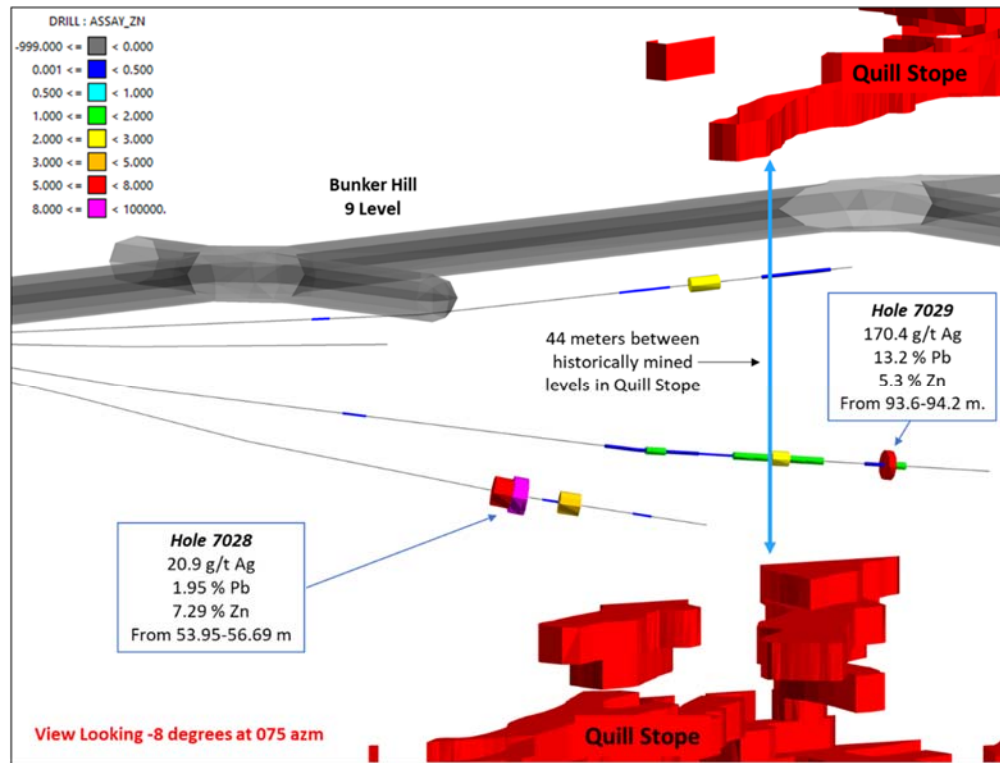 DRILL : ASSAY_ZN
-999.000 <= < 0.000
0.001 <= < 0.500
0.500 <= < 1.000
1.000 <= < 2.000
2.000 <= < 3.000
3.000 <= < 5.000
5.000 <= < 8.000
8.000 <= < 100000.
Quill Stope
Bunker Hill
9 Level
44 meters between
historically mined
levels in Quill Stope
Hole 7029
170.4 g/t Ag
13.2 % Pb
5.3 % Zn
From 93.6-94.2 m.
Hole 7028
20.9 g/t Ag
1.95 % Pb
7.29 % Zn
From 53.95-56.69 m
View Looking -8 degrees at 075 azm
Quill Stope